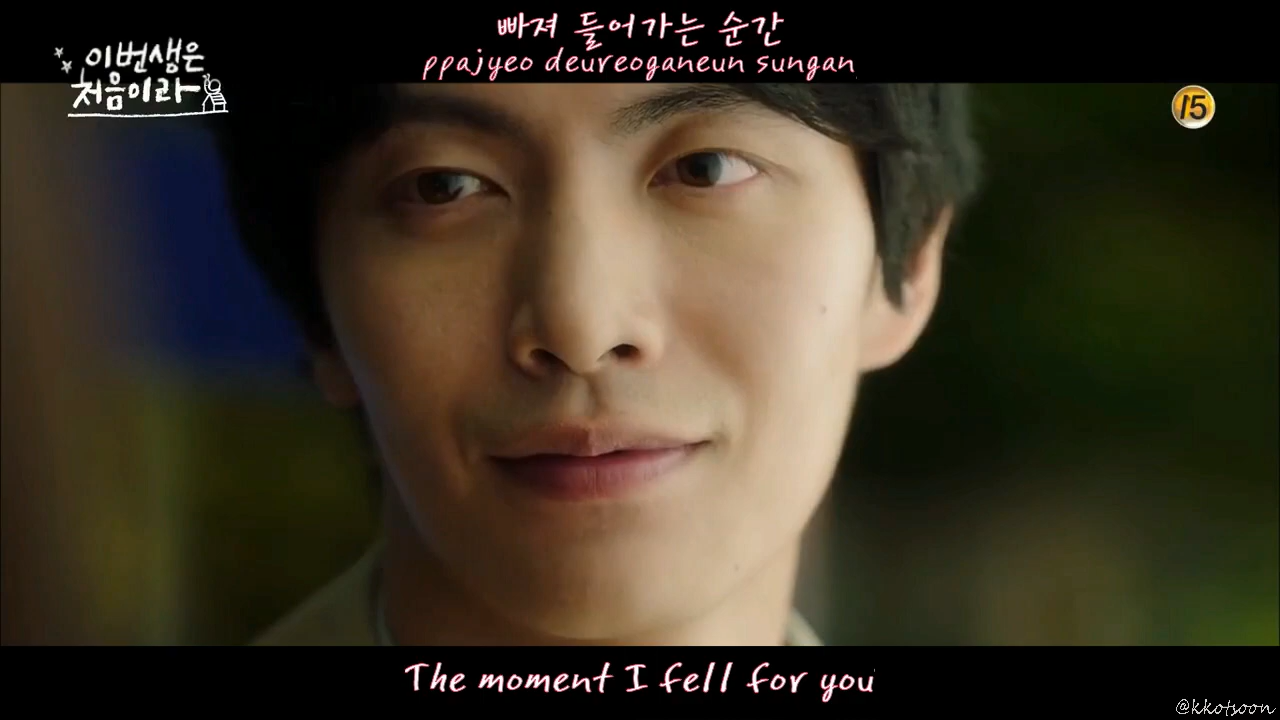 빠져 들어가는 순간
ppajyeo deureoganeun sungan
이번생은
처음이라
15
The moment I fell for you
@kkotsoon